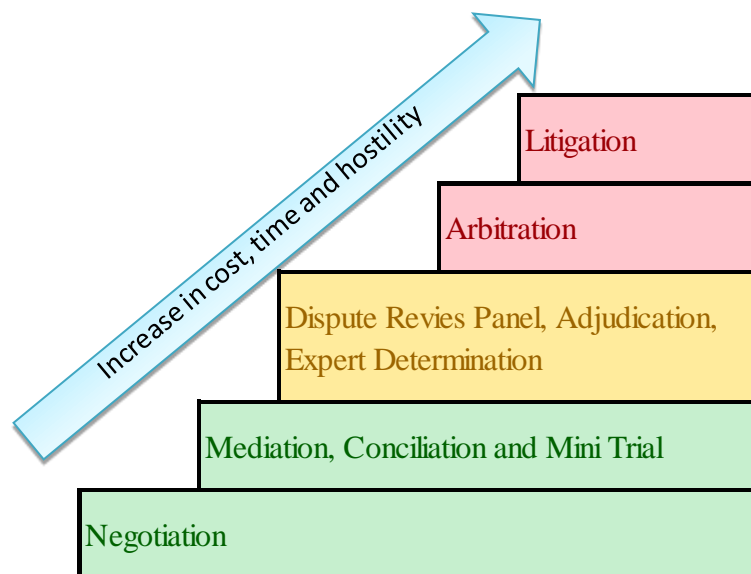 Increase in cost, time and hostility
Litigation
Arbitration
Dispute Revies Panel, Adjudication,
Expert Determination
Mediation, Conciliation and Mini Trial
Negotiation